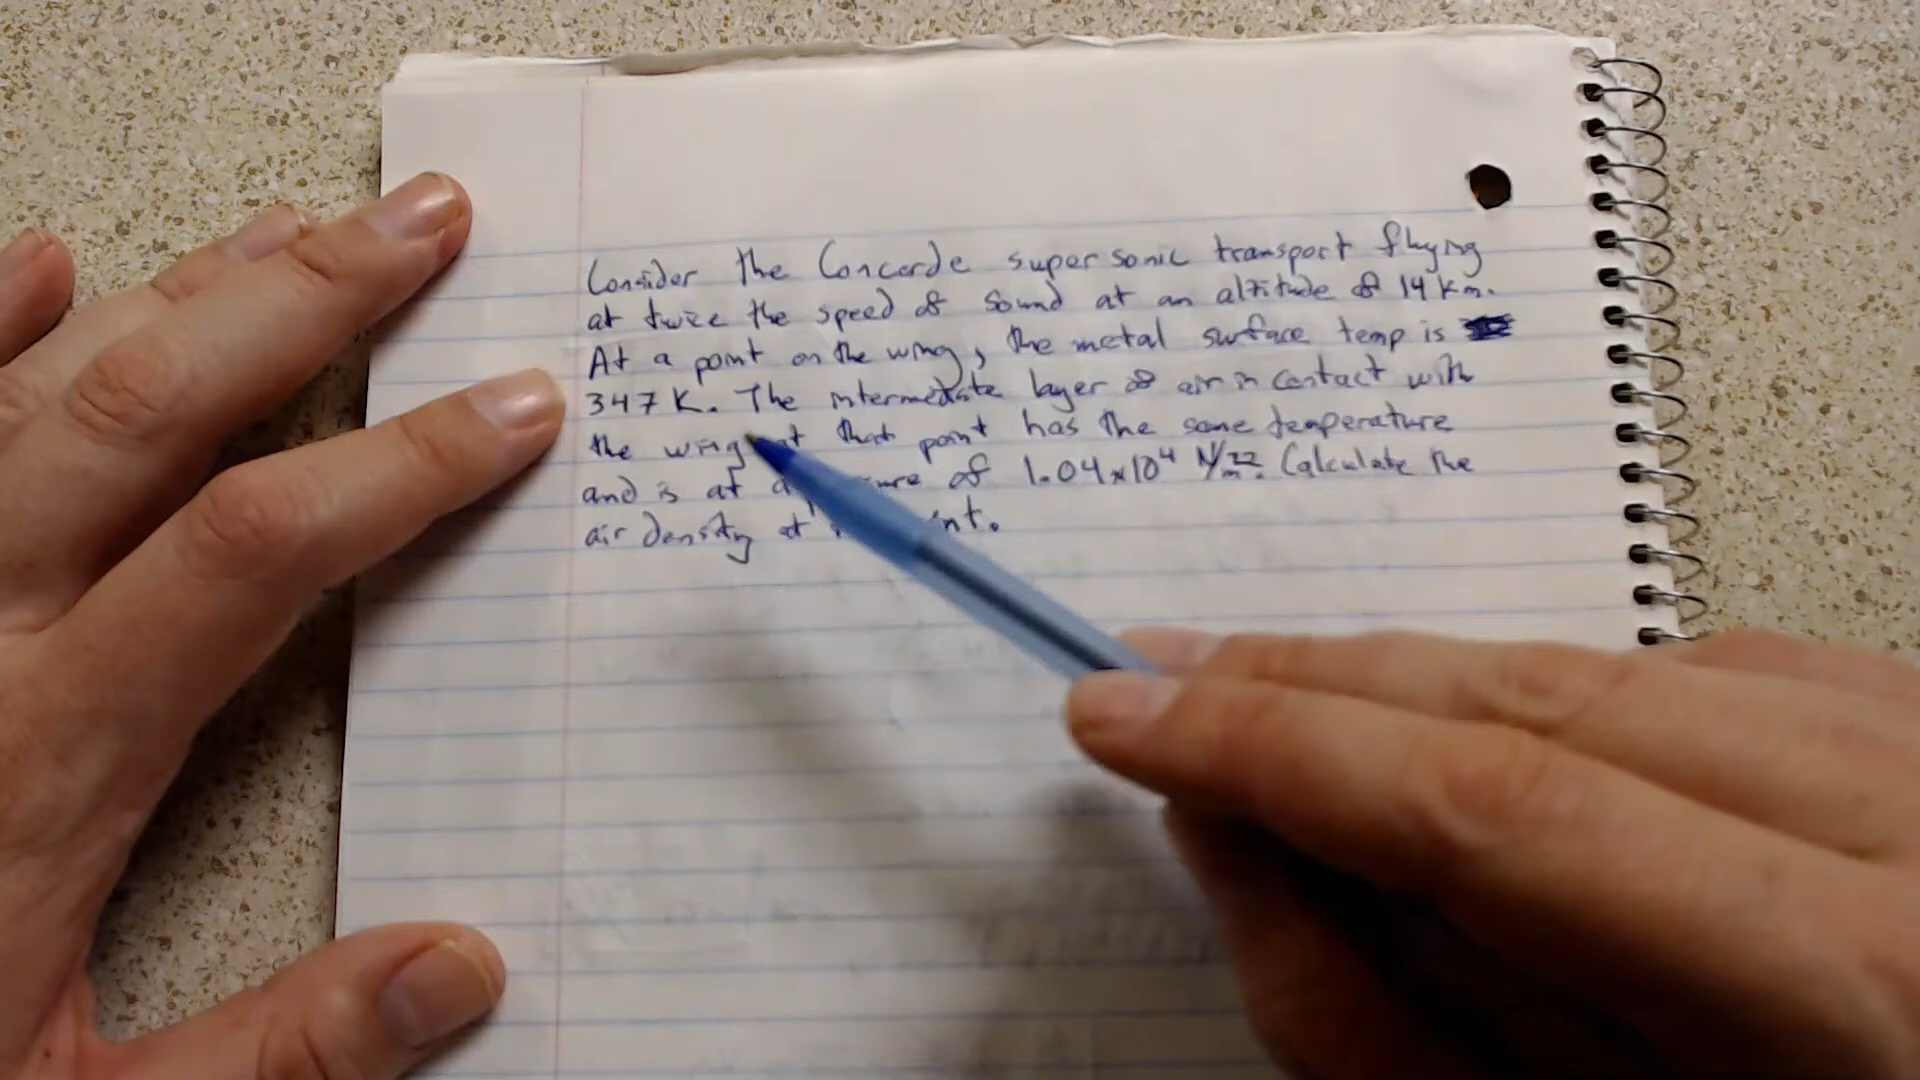 Consider the Concorde supersonic transport flying
at twice the speed of sound at an altitude of 14 km.
At a point on the wing, the metal surface temp is
347 K. The intermediate layer of air in contact with
the wing at that point has the same temperature
and is at a of 1.04x10⁴ N/m². Calculate the
air density at